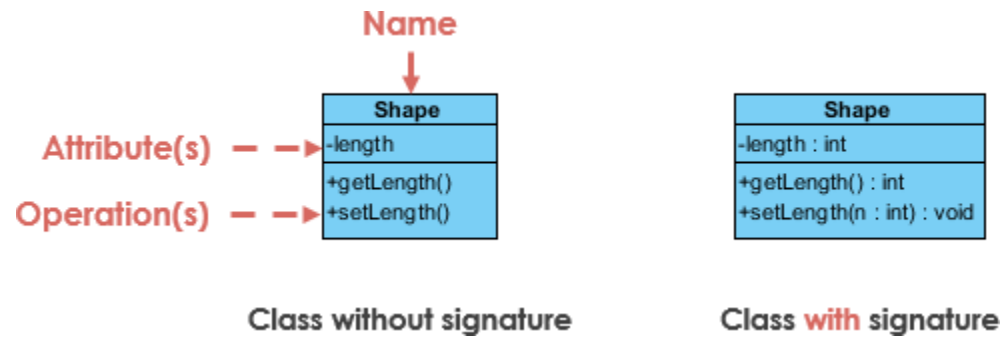 Name
Shape
Attribute(s)
-length
+getLength()
Operation(s)
+setLength()
Class without signature
Shape
-length : int
+getLength() : int
+setLength(n : int) : void
Class with signature